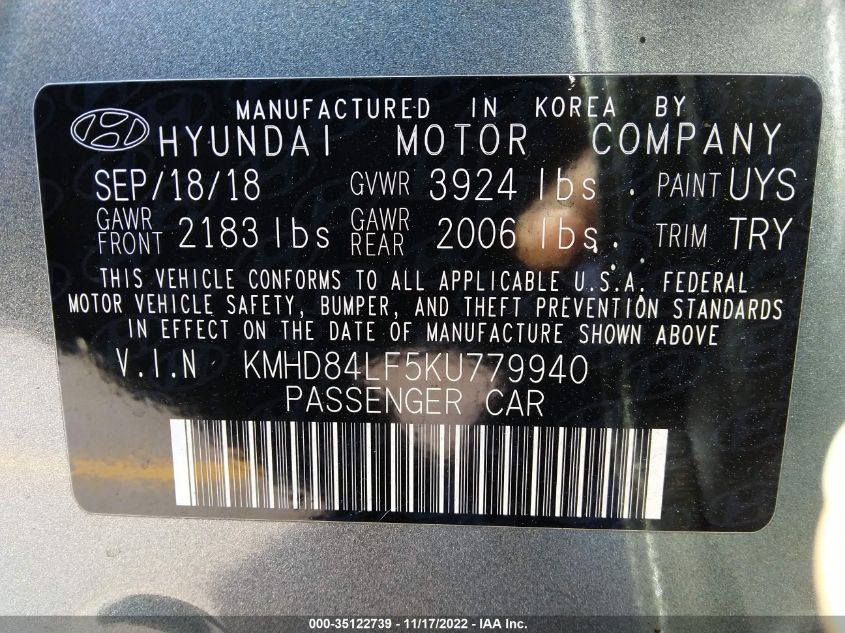 MANUFACTURED IN KOREA BY
HYUNDAI MOTOR COMPANY
SEP/18/18 GVWR 3924 lbs. PAINT UYS
GAWR FRONT 2183 lbs GAWR REAR 2006 lbs. TRIM TRY
THIS VEHICLE CONFORMS TO ALL APPLICABLE U.S.A. FEDERAL
MOTOR VEHICLE SAFETY, BUMPER, AND THEFT PREVENTION STANDARDS
IN EFFECT ON THE DATE OF MANUFACTURE SHOWN ABOVE
V.I.N KMHD84LF5KU779940
PASSENGER CAR
000-35122739 - 11/17/2022 - IAA Inc.